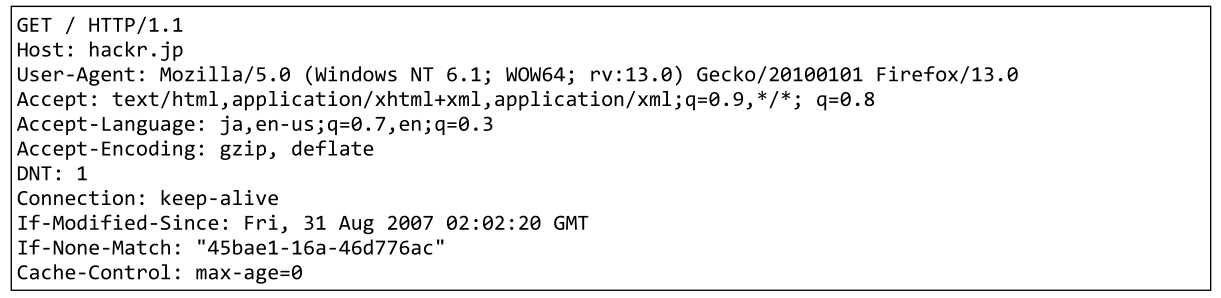 GET / HTTP/1.1
Host: hackr.jp
User-Agent: Mozilla/5.0 (Windows NT 6.1; WOW64; rv:13.0) Gecko/20100101 Firefox/13.0
Accept: text/html,application/xhtml+xml,application/xml;q=0.9,*/*; q=0.8
Accept-Language: ja,en-us;q=0.7,en;q=0.3
Accept-Encoding: gzip, deflate
DNT: 1
Connection: keep-alive
If-Modified-Since: Fri, 31 Aug 2007 02:02:20 GMT
If-None-Match: "45bae1-16a-46d776ac"
Cache-Control: max-age=0